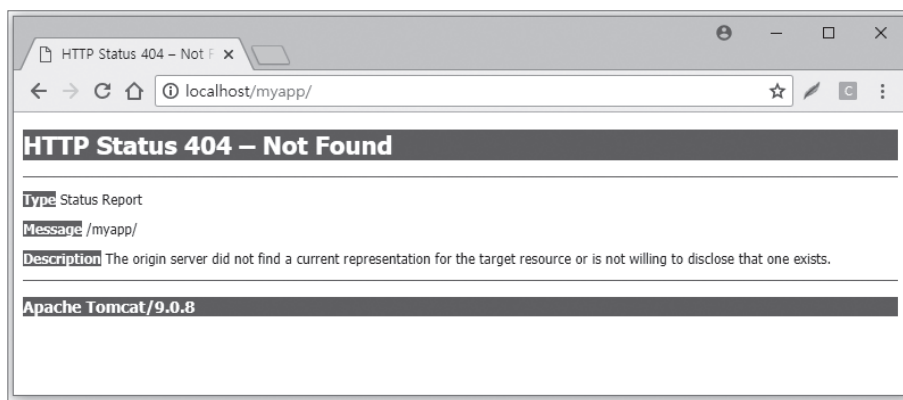 HTTP Status 404 – Not F
localhost/myapp/
C
HTTP Status 404 – Not Found
Type Status Report
Message /myapp/
Description The origin server did not find a current representation for the target resource or is not willing to disclose that one exists.
Apache Tomcat/9.0.8